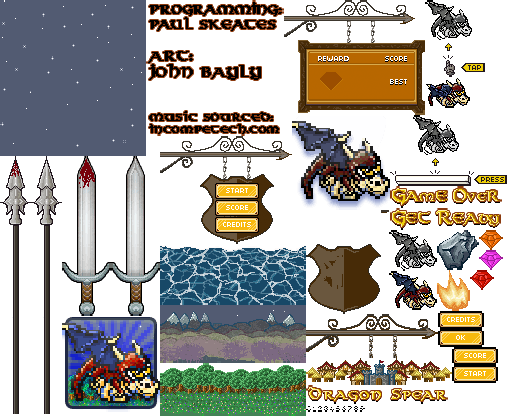 PROGRAMMING:
PAUL SKEATES
ART:
JOHN BAYLY
MUSIC SOURCED:
INCOMPETECH.COM
REWARD SCORE
BEST
TAP
PRESS
START
SCORE
CREDITS
GAME OVER
GET READY
CREDITS
OK
SCORE
START
DRAGON SPEAR
0123456789